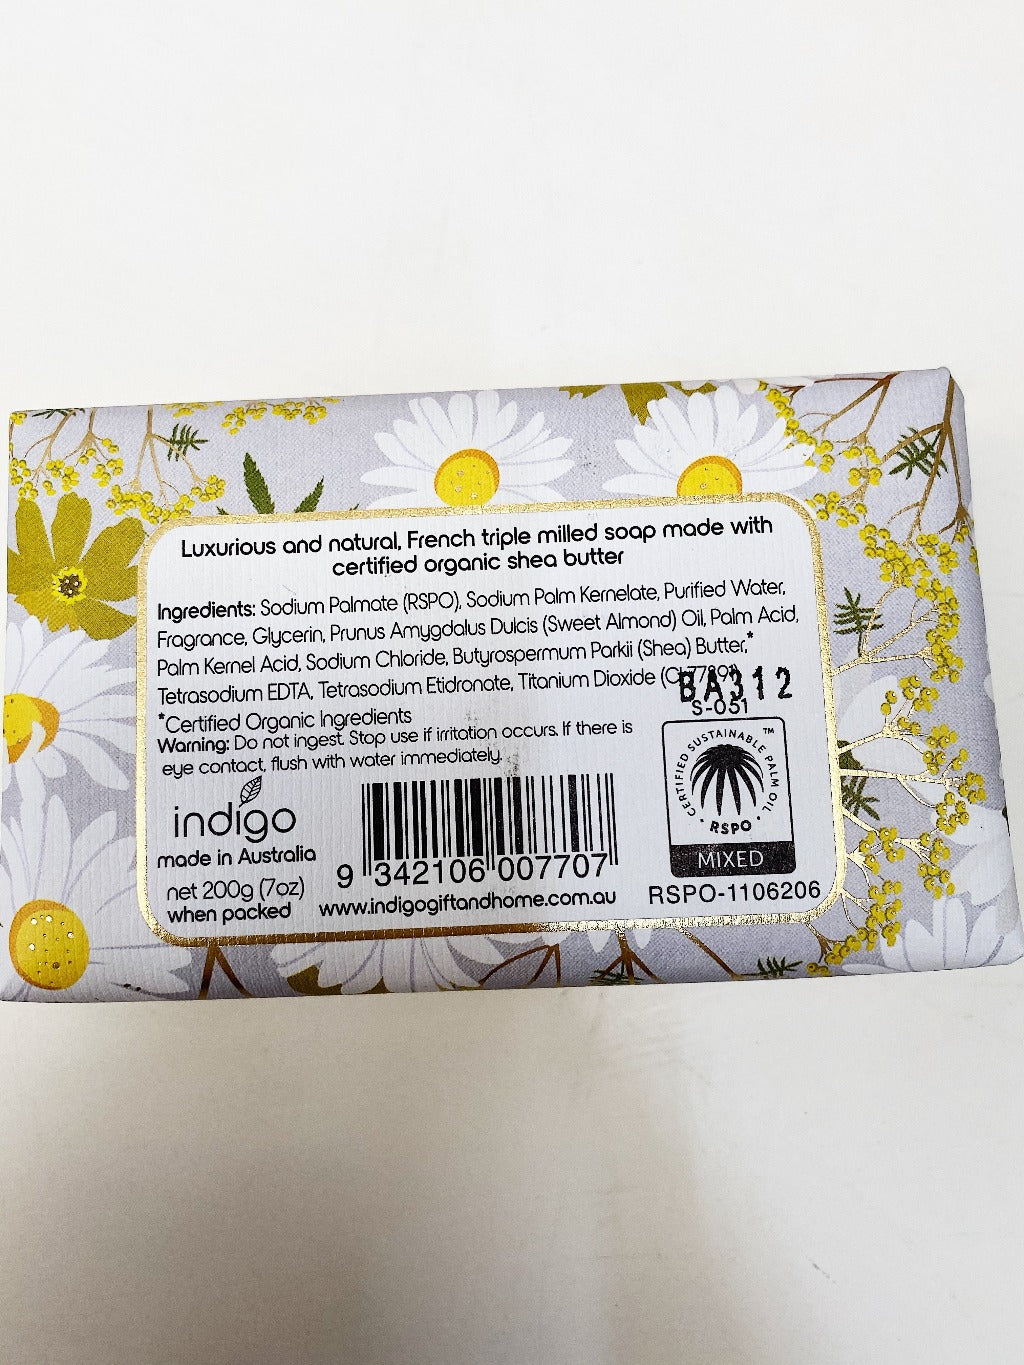 Luxurious and natural, French triple milled soap made with
certified organic shea butter
Ingredients: Sodium Palmate (RSPO), Sodium Palm Kernelate, Purified Water,
Fragrance, Glycerin, Prunus Amygdalus Dulcis (Sweet Almond) Oil, Palm Acid,
Palm Kernel Acid, Sodium Chloride, Butyrospermum Parkii (Shea) Butter,*
Tetrasodium EDTA, Tetrasodium Etidronate, Titanium Dioxide
BA312
S-051
*Certified Organic Ingredients
Warning: Do not ingest. Stop use if irritation occurs. If there is
eye contact, flush with water immediately.
indigo
made in Australia
net 200g (7oz)
when packed
9 342106 007707
www.indigogiftandhome.com.au
CERTIFIED SUSTAINABLE PALM OIL ™
RSPO
MIXED
RSPO-1106206